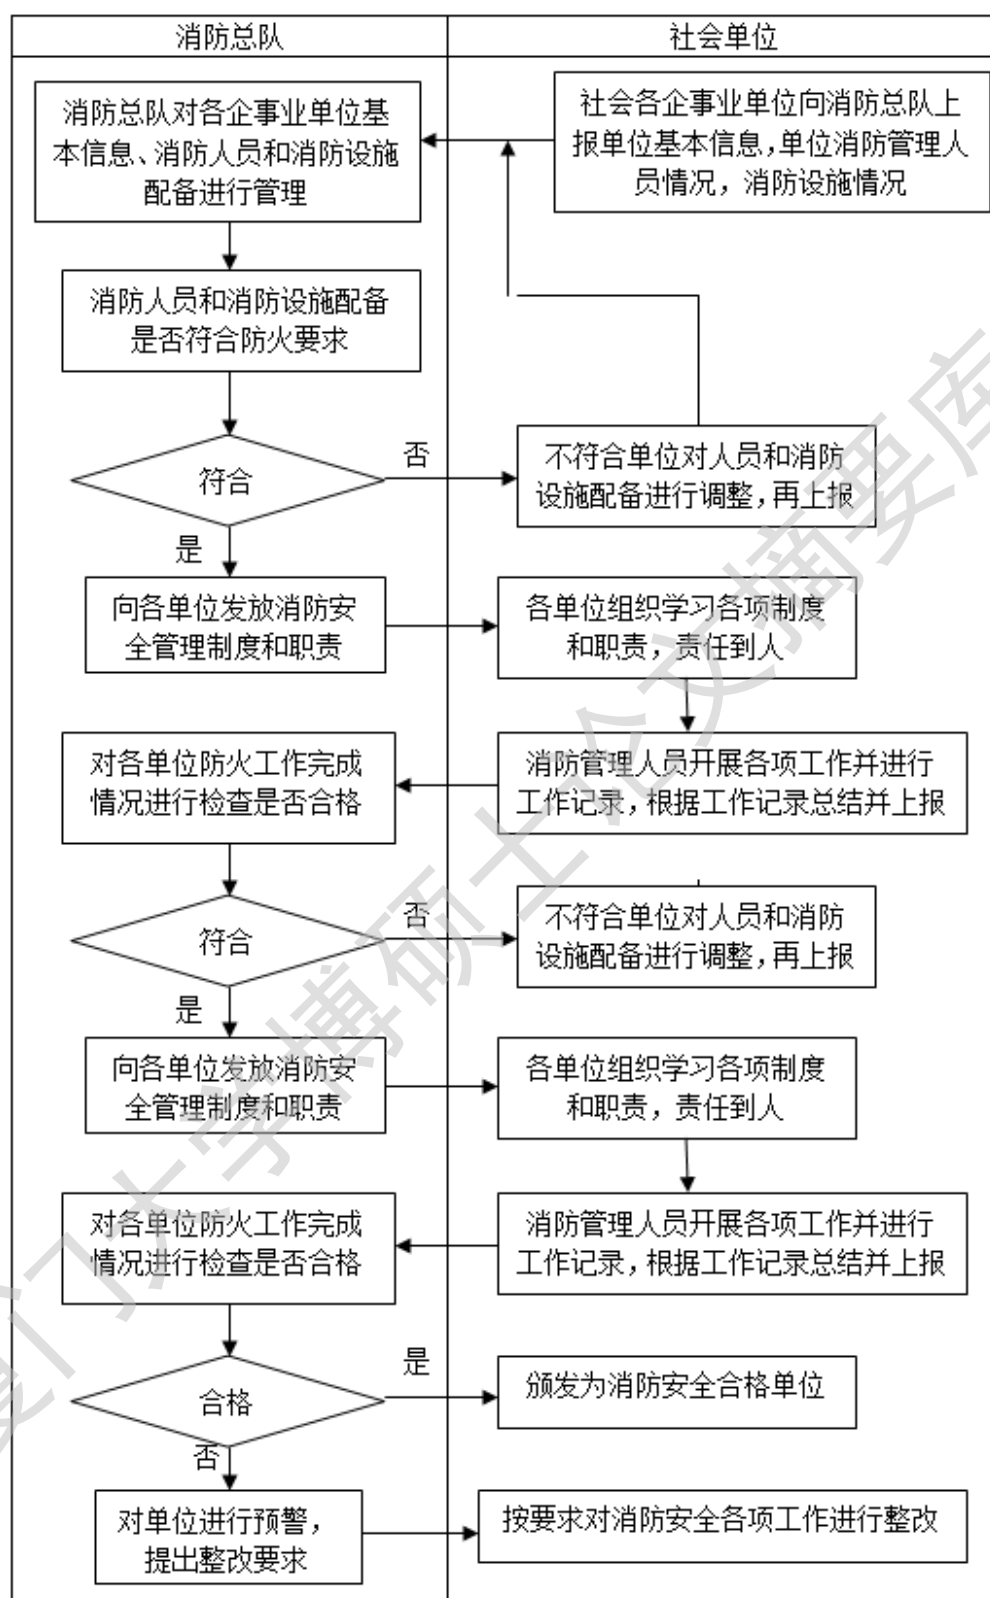 消防总队
社会单位
消防总队对各企事业单位基
本信息、消防人员和消防设施
配备进行管理
社会各企事业单位向消防总队上
报单位基本信息，单位消防管理人
员情况，消防设施情况
消防人员和消防设施配备
是否符合防火要求
符合
否
不符合单位对人员和消防
设施配备进行调整，再上报
是
向各单位发放消防安
全管理制度和职责
各单位组织学习各项制度
和职责，责任到人
对各单位防火工作完成
情况进行检查是否合格
消防管理人员开展各项工作并进行
工作记录，根据工作记录总结并上报
符合
否
不符合单位对人员和消防
设施配备进行调整，再上报
是
向各单位发放消防安
全管理制度和职责
各单位组织学习各项制度
和职责，责任到人
对各单位防火工作完成
情况进行检查是否合格
消防管理人员开展各项工作并进行
工作记录，根据工作记录总结并上报
合格
是
颁发为消防安全合格单位
否
对单位进行预警，
提出整改要求
按要求对消防安全各项工作进行整改
厦门大学博硕士论文摘要库